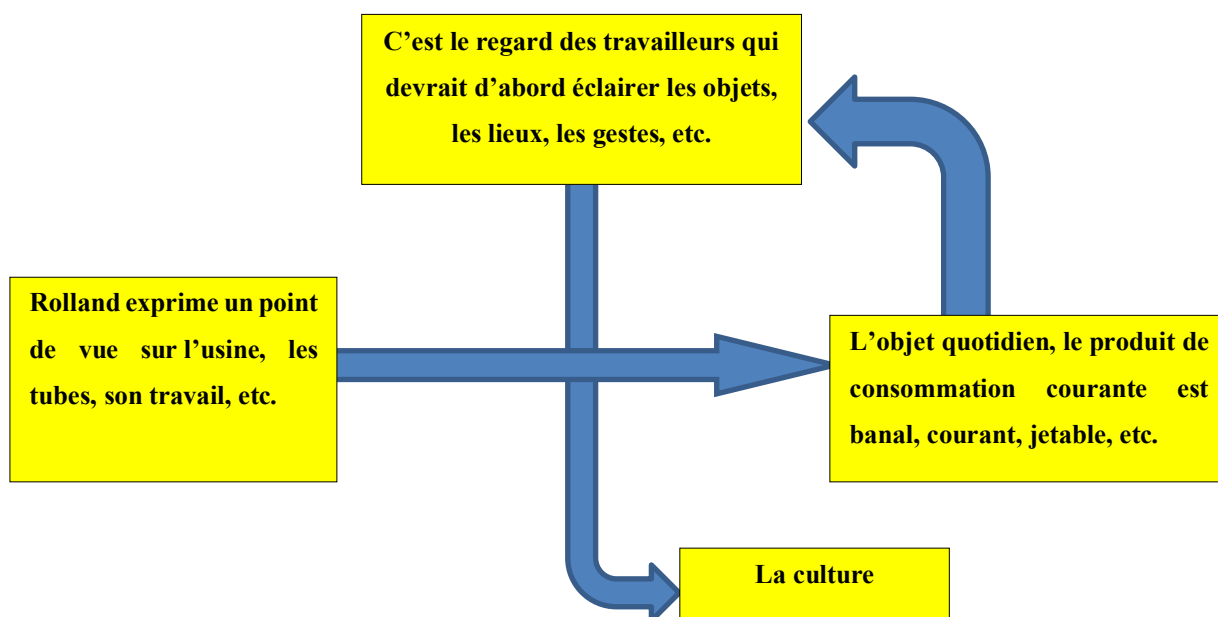 C’est le regard des travailleurs qui
devrait d’abord éclairer les objets,
les lieux, les gestes, etc.
Rolland exprime un point
de vue sur l’usine, les
tubes, son travail, etc.
L’objet quotidien, le produit de
consommation courante est
banal, courant, jetable, etc.
La culture